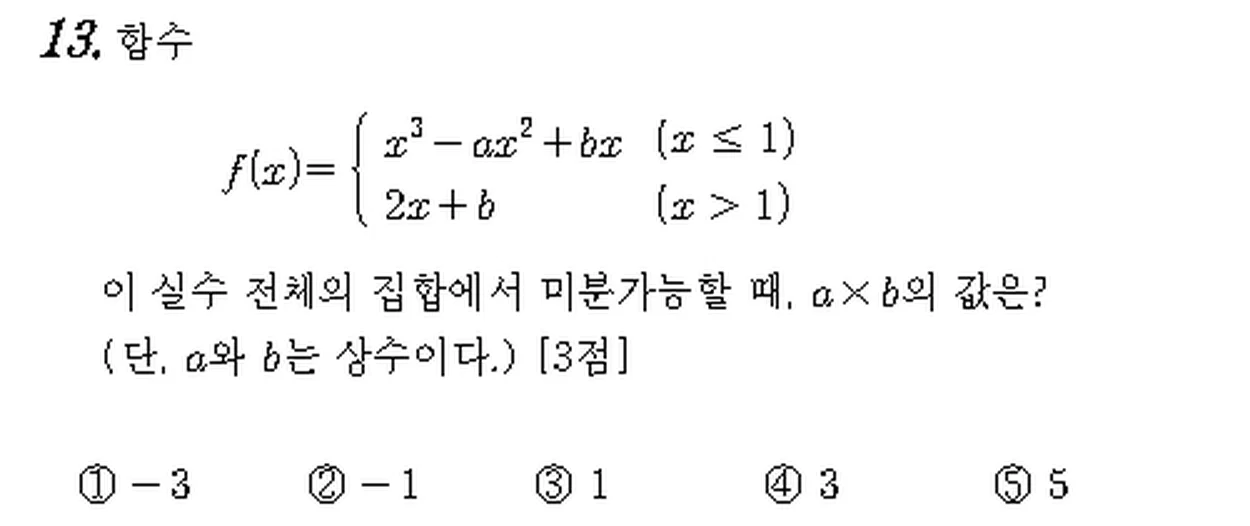 13. 함수
f(x)= { x³ − ax² + bx (x ≤ 1)
2x + b (x > 1)
이 실수 전체의 집합에서 미분가능할 때, a×b의 값은?
(단, a와 b는 상수이다.) [3점]
① −3 ② −1 ③ 1 ④ 3 ⑤ 5